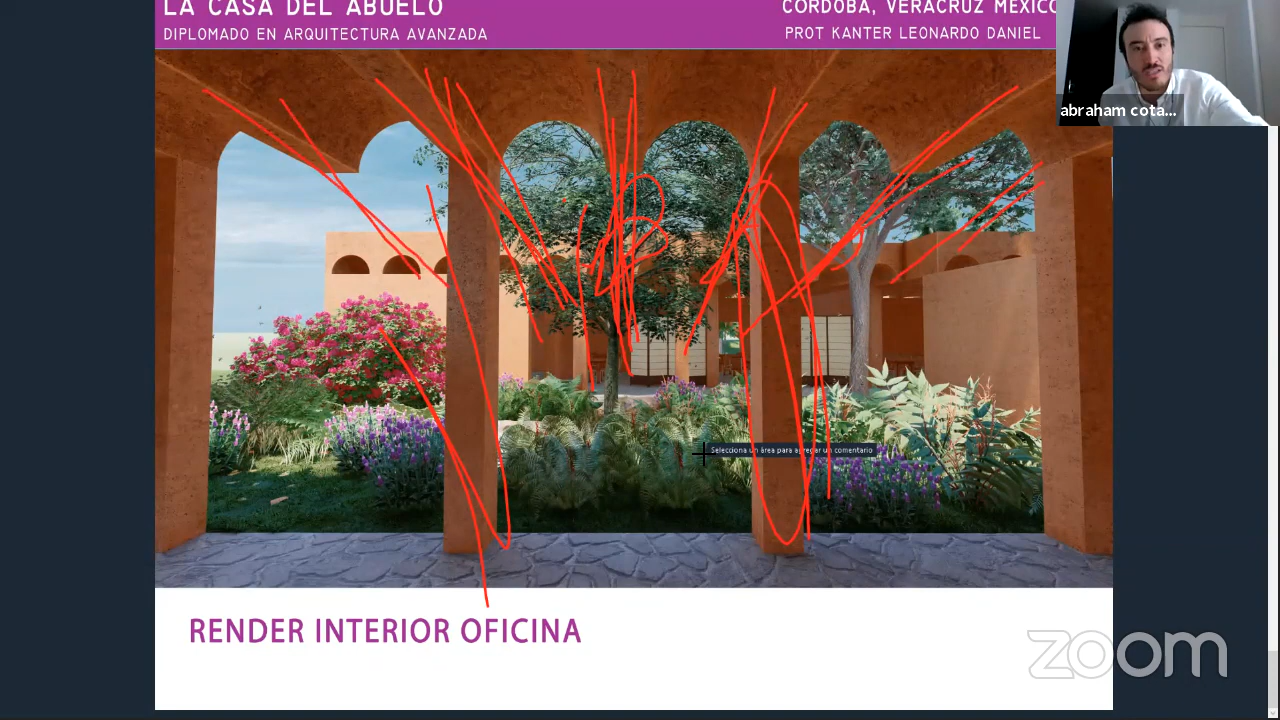 LA CASA DEL ABUELO
CORDOBA, VERACRUZ MEXICO
DIPLOMADO EN ARQUITECTURA AVANZADA
PROT KANTER LEONARDO DANIEL
abraham cota...
Selecciona un área para agregar un comentario
RENDER INTERIOR OFICINA
zoom